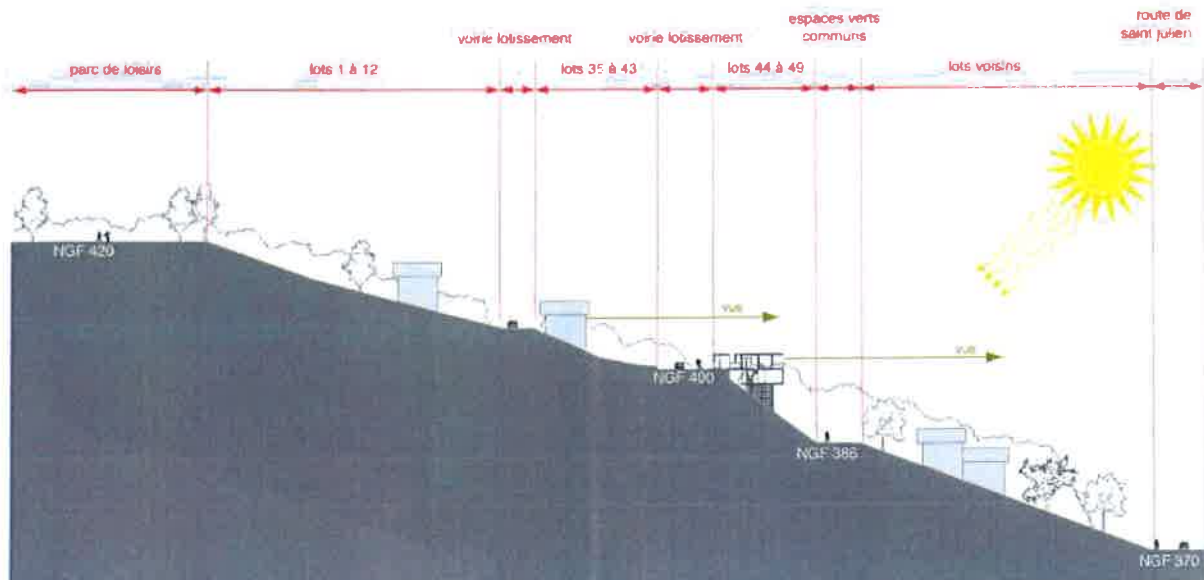 espaces verts
communs
route de
saint julien
voirie lotissement
voirie lotissement
parc de loisirs
lots 1 à 12
lots 35 à 43
lots 44 à 49
lots voisins
NGF 420
vue
vue
NGF 400
NGF 386
NGF 370